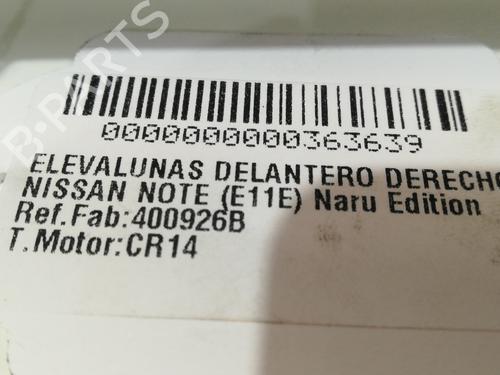 B-PARTS
0000000000363639
ELEVALUNAS DELANTERO DERECHO
NISSAN NOTE (E11E) Naru Edition
Ref.Fab:400926B
T.Motor:CR14